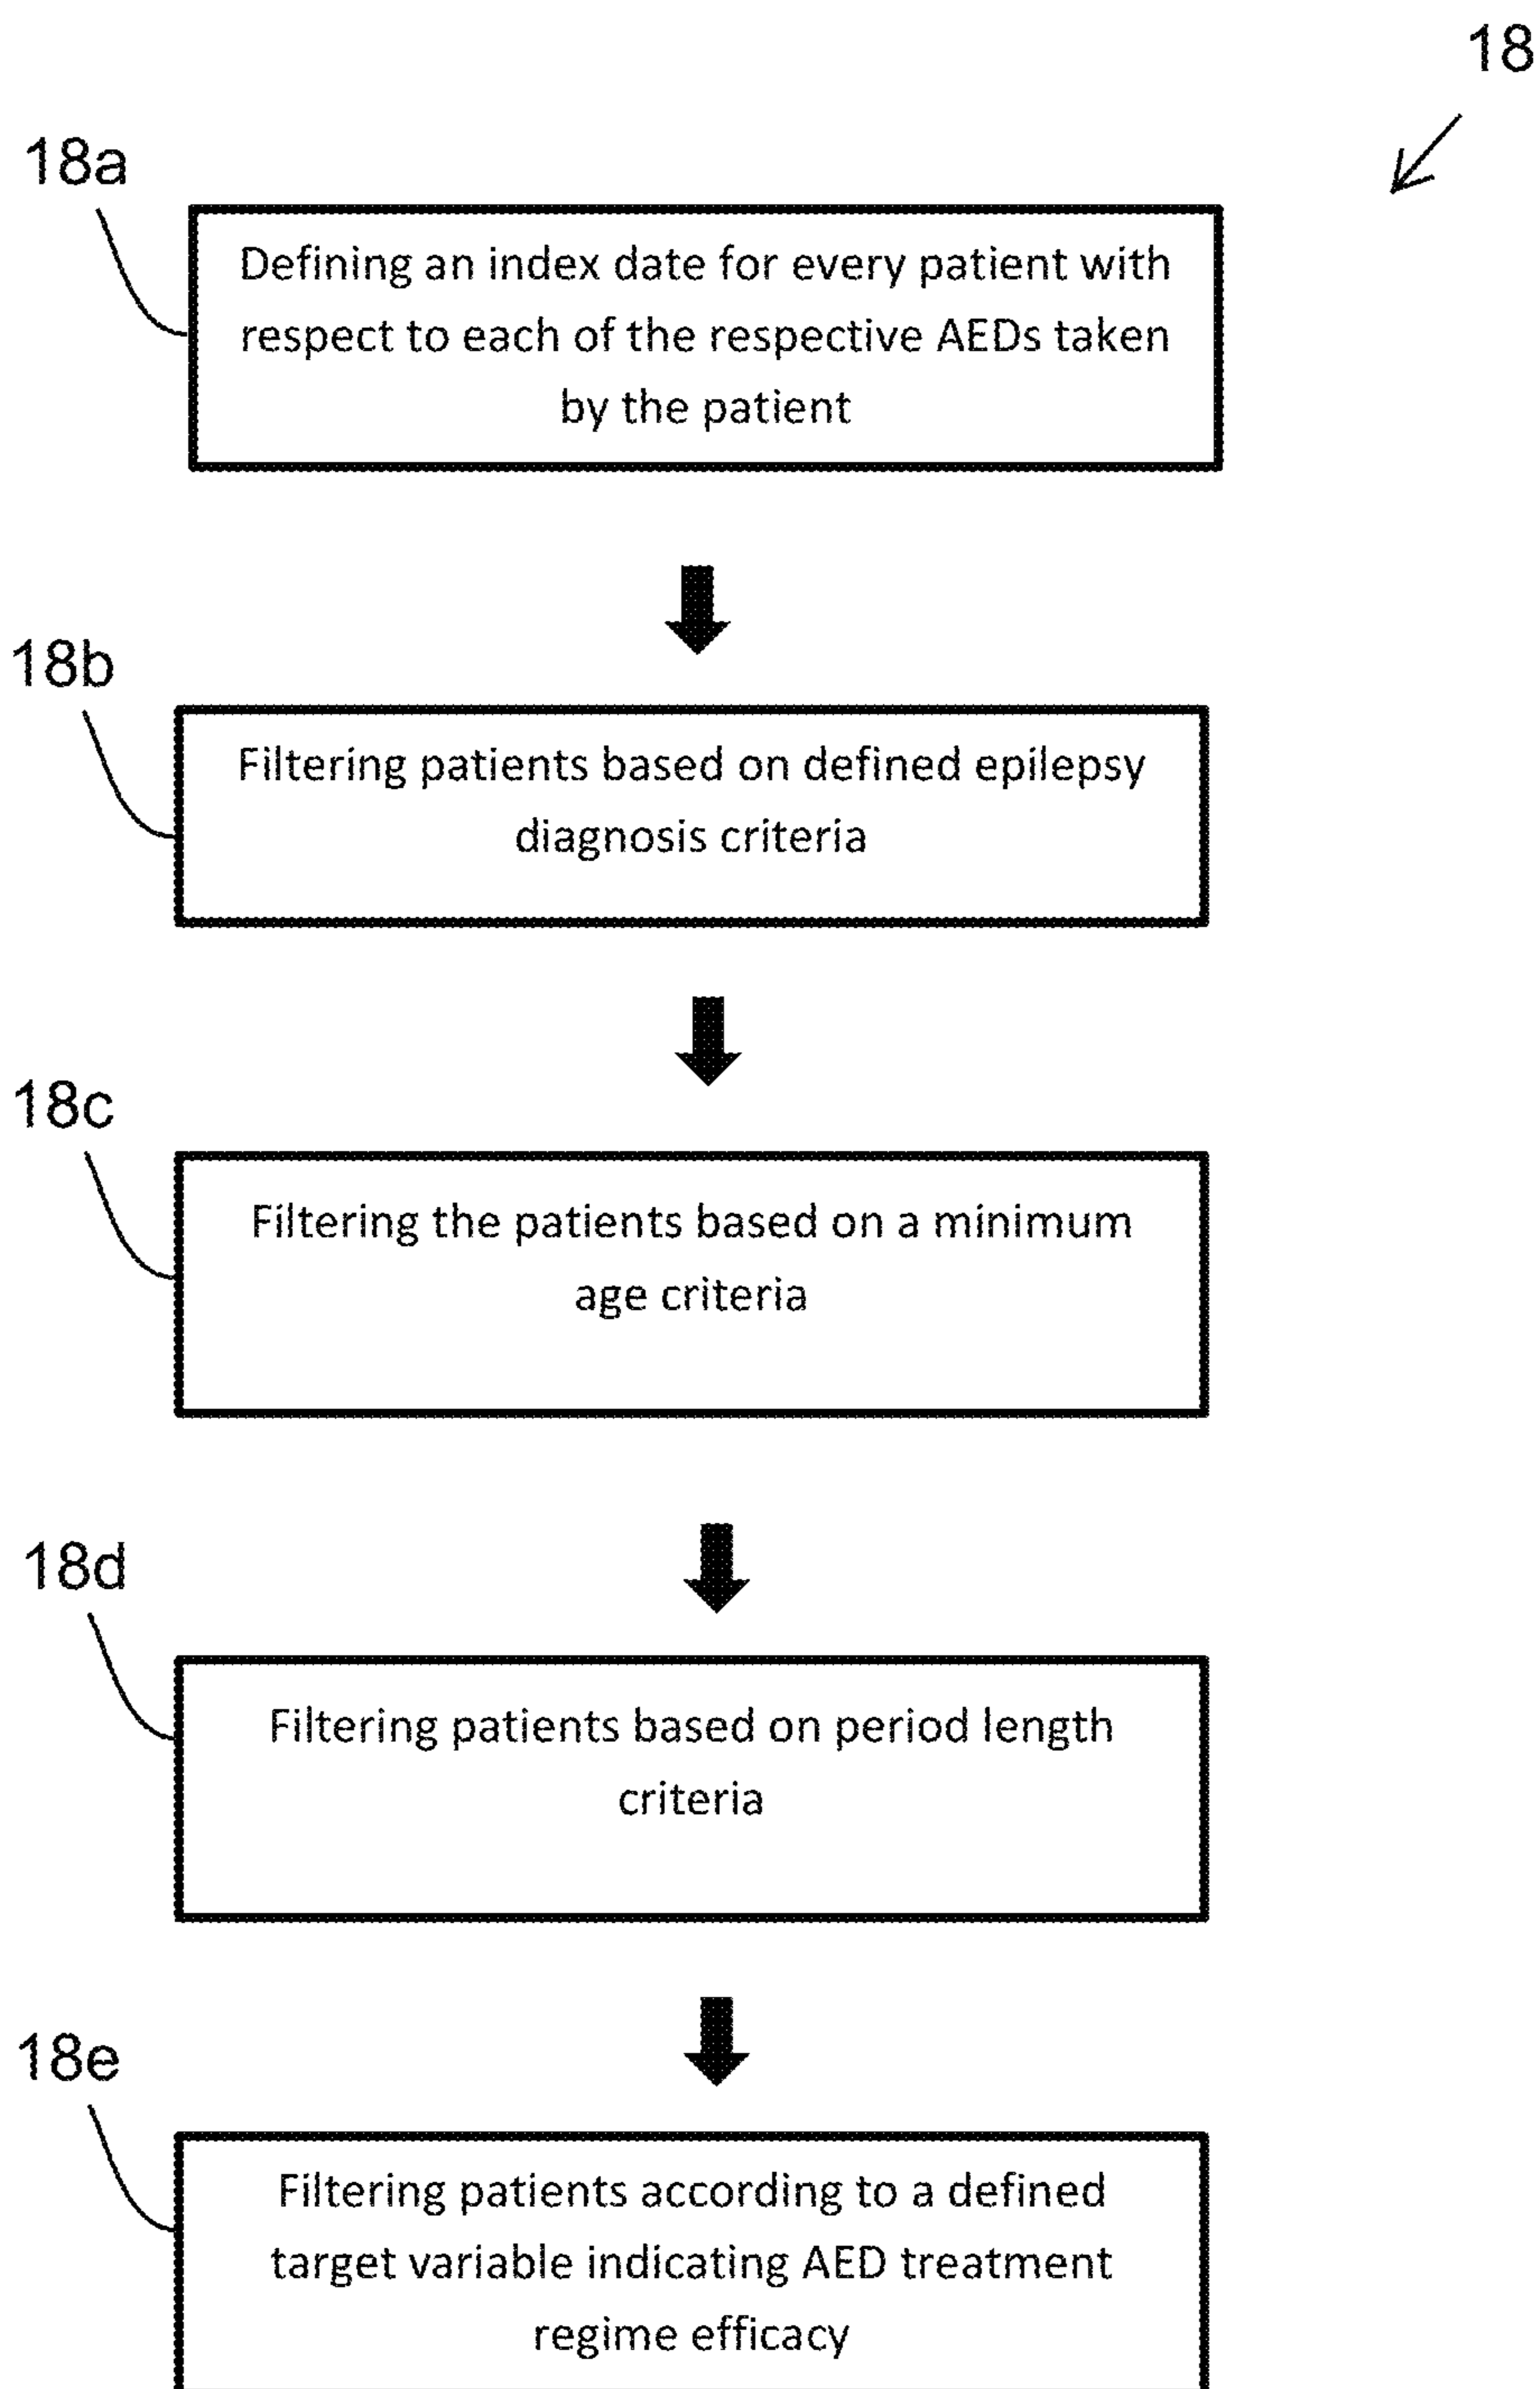 18
18a
Defining an index date for every patient with
respect to each of the respective AEDs taken
by the patient
18b
Filtering patients based on defined epilepsy
diagnosis criteria
18c
Filtering the patients based on a minimum
age criteria
18d
Filtering patients based on period length
criteria
18e
Filtering patients according to a defined
target variable indicating AED treatment
regime efficacy